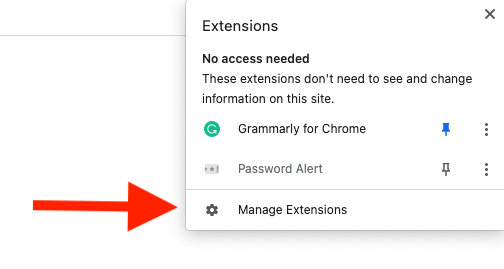 Extensions
No access needed
These extensions don't need to see and change
information on this site.
Grammarly for Chrome
Password Alert
Manage Extensions